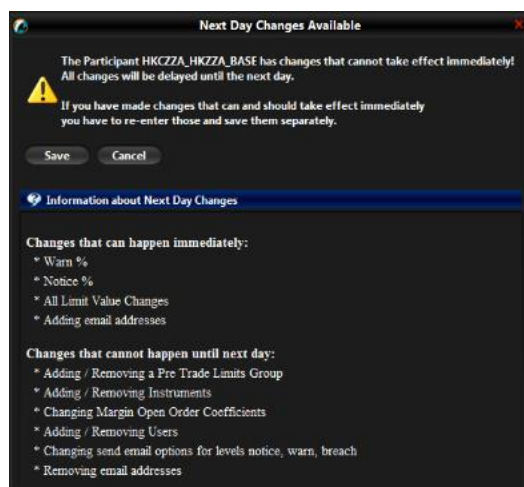 Next Day Changes Available
The Participant HKCZZA_HKZZA_BASE has changes that cannot take effect immediately!
All changes will be delayed until the next day.
If you have made changes that can and should take effect immediately
you have to re-enter those and save them separately.
Save Cancel
Information about Next Day Changes
Changes that can happen immediately:
* Warn %
* Notice %
* All Limit Value Changes
* Adding email addresses
Changes that cannot happen until next day:
* Adding / Removing a Pre Trade Limits Group
* Adding / Removing Instruments
* Changing Margin Open Order Coefficients
* Adding / Removing Users
* Changing send email options for levels notice, warn, breach
* Removing email addresses